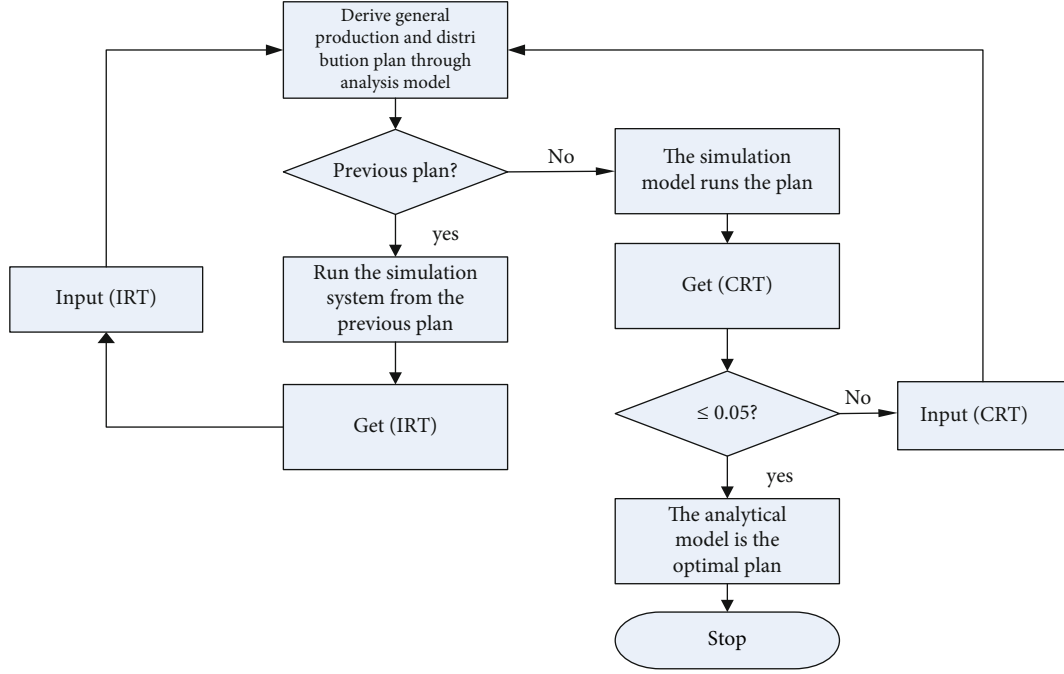 Derive general
production and distri
bution plan through
analysis model
Previous plan?
No
The simulation
model runs the plan
yes
Run the simulation
system from the
previous plan
Get (CRT)
Input (IRT)
Get (IRT)
≤ 0.05?
No
Input (CRT)
yes
The analytical
model is the
optimal plan
Stop